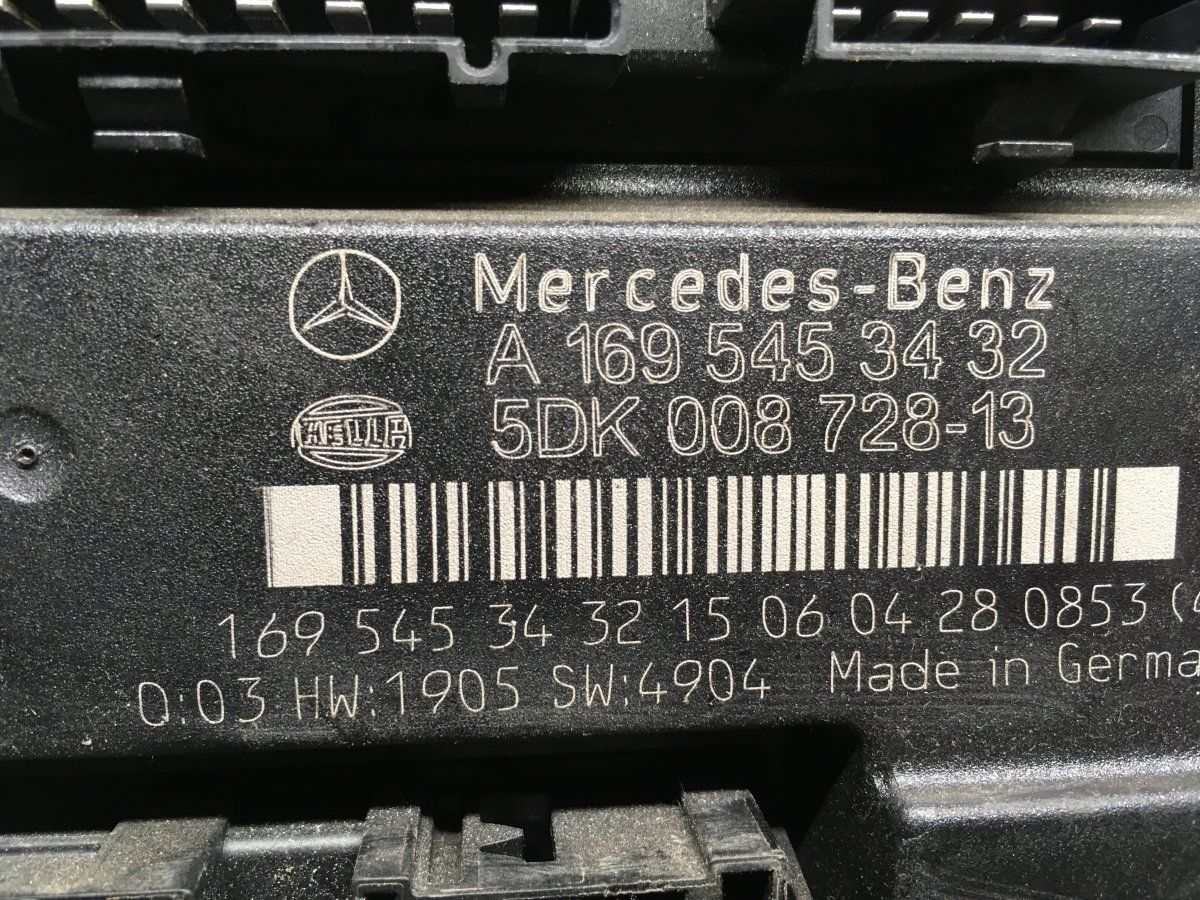 Mercedes-Benz
A 169 545 34 32
HELLA
5DK 008 728-13
169 545 34 32 15 06 04 28 0853 (
Q:03 HW:1905 SW:4904 Made in Germa